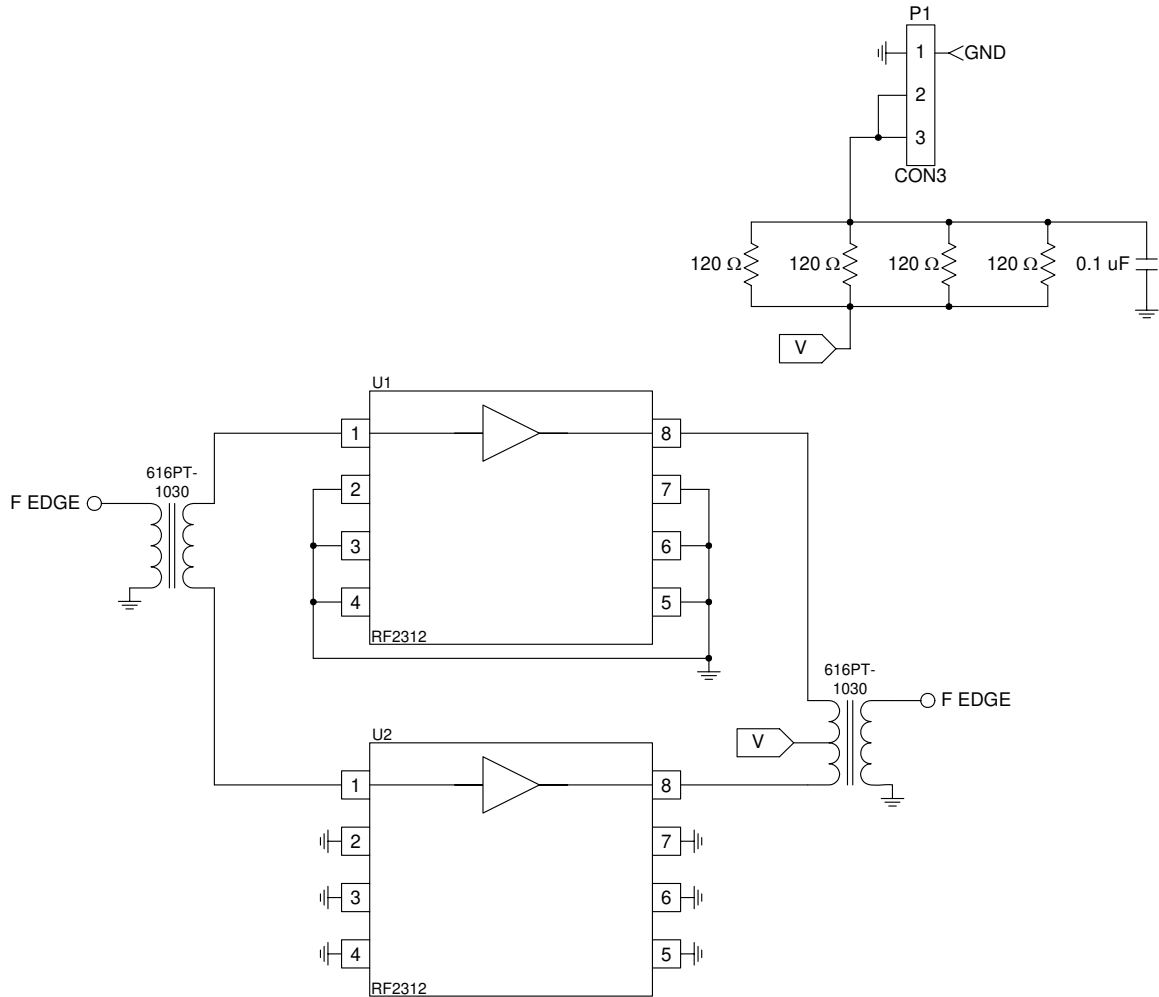 P1
1
GND
2
3
CON3
120 Ω
120 Ω
120 Ω
120 Ω
0.1 uF
V
U1
1
8
616PT-
1030
F EDGE
2
7
3
6
4
5
RF2312
616PT-
1030
F EDGE
V
U2
1
8
2
7
3
6
4
5
RF2312